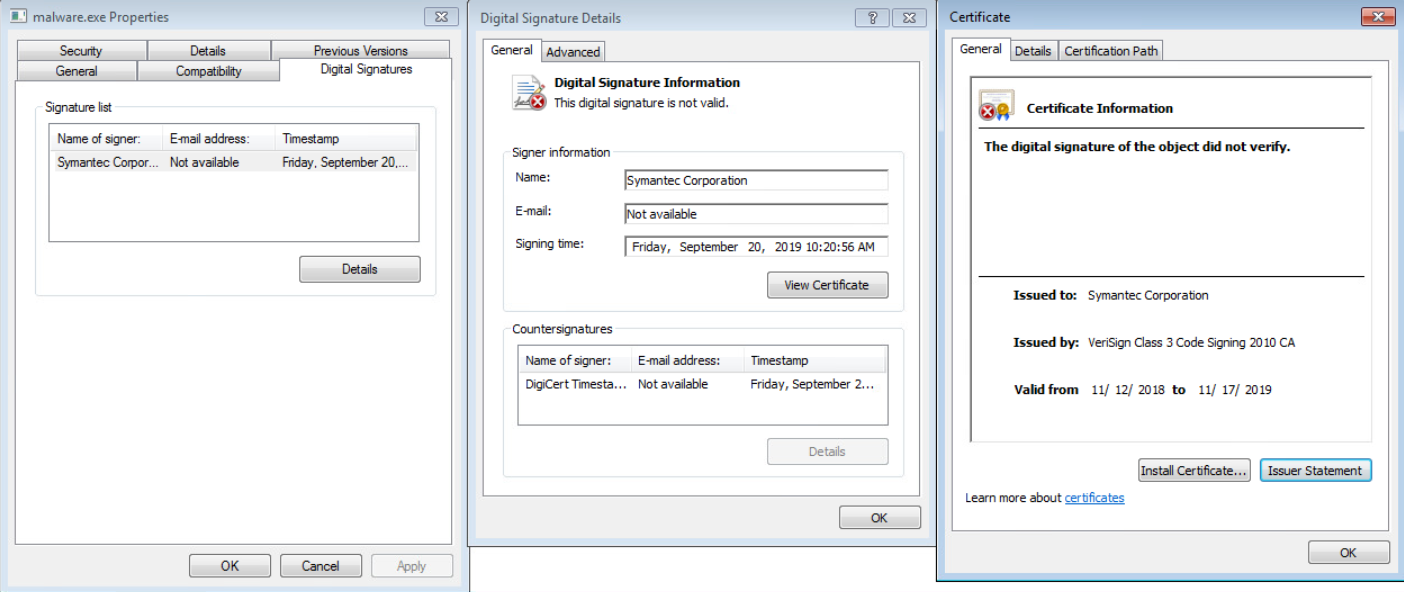 malware.exe Properties
Security Details Previous Versions
General Compatibility Digital Signatures
Signature list
Name of signer: E-mail address: Timestamp
Symantec Corpor... Not available Friday, September 20,...
Details
OK Cancel Apply
Digital Signature Details
General Advanced
Digital Signature Information
This digital signature is not valid.
Signer information
Name: Symantec Corporation
E-mail: Not available
Signing time: Friday, September 20, 2019 10:20:56 AM
View Certificate
Countersignatures
Name of signer: E-mail address: Timestamp
DigiCert Timesta... Not available Friday, September 2...
Details
OK
Certificate
General Details Certification Path
Certificate Information
The digital signature of the object did not verify.
Issued to: Symantec Corporation
Issued by: VeriSign Class 3 Code Signing 2010 CA
Valid from 11/ 12/ 2018 to 11/ 17/ 2019
Install Certificate... Issuer Statement
Learn more about certificates
OK